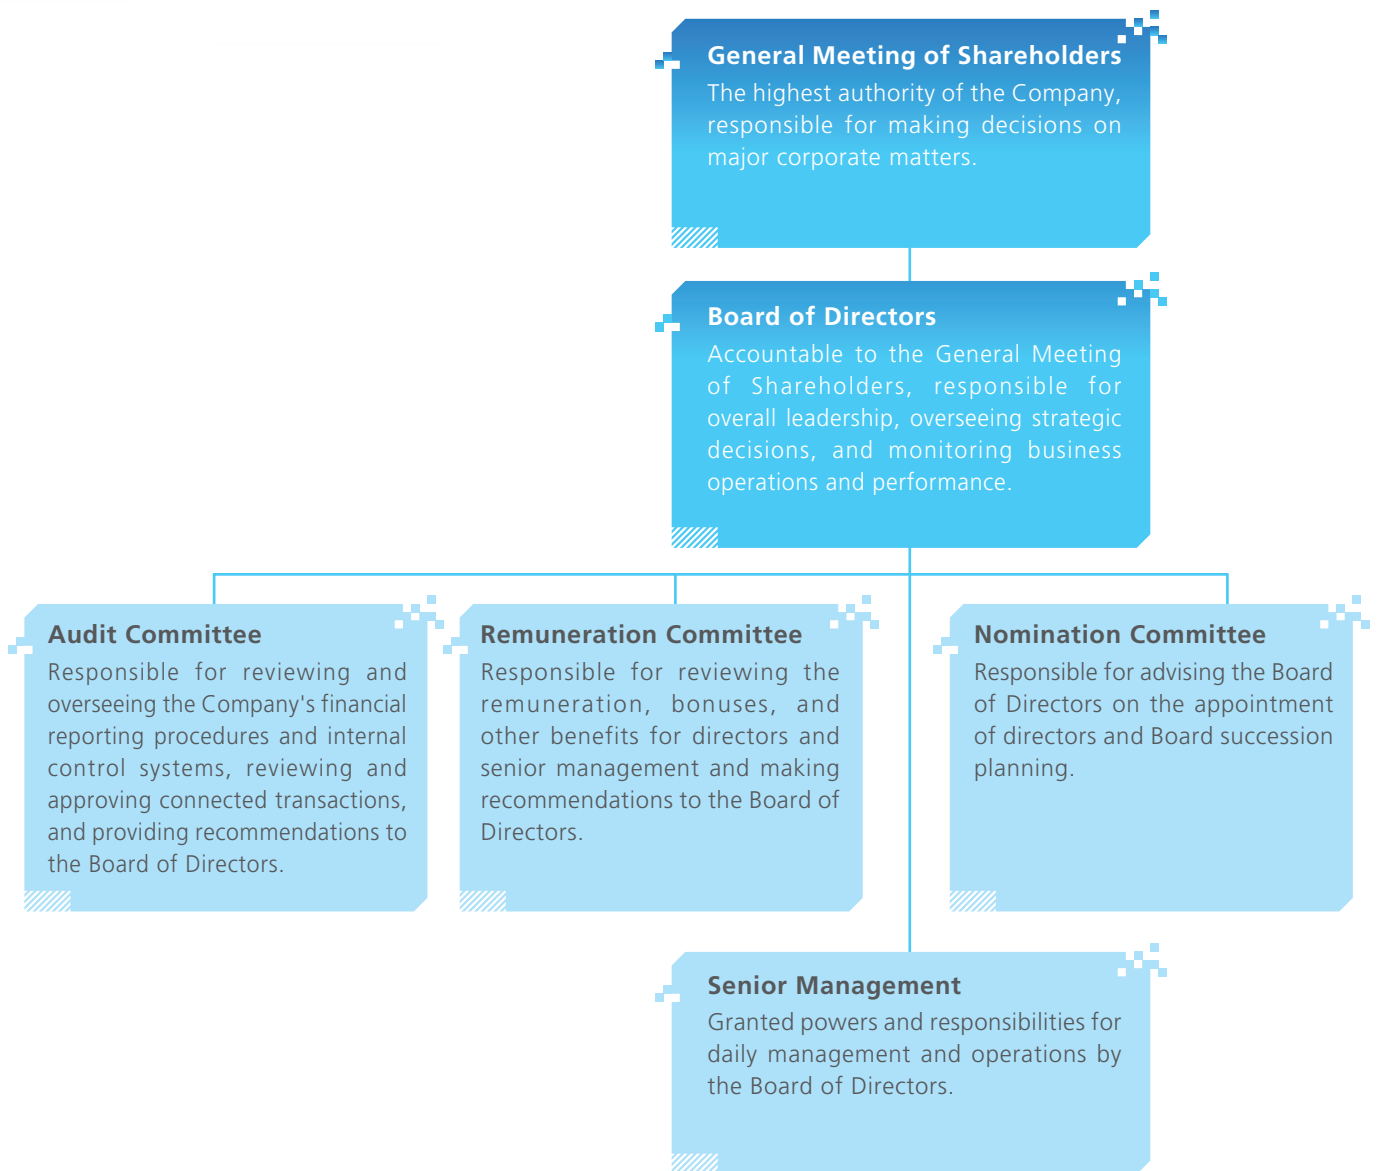 General Meeting of Shareholders
The highest authority of the Company,
responsible for making decisions on
major corporate matters.
Board of Directors
Accountable to the General Meeting
of Shareholders, responsible for
overall leadership, overseeing strategic
decisions, and monitoring business
operations and performance.
Audit Committee
Responsible for reviewing and
overseeing the Company's financial
reporting procedures and internal
control systems, reviewing and
approving connected transactions,
and providing recommendations to
the Board of Directors.
Remuneration Committee
Responsible for reviewing the
remuneration, bonuses, and
other benefits for directors and
senior management and making
recommendations to the Board of
Directors.
Nomination Committee
Responsible for advising the Board
of Directors on the appointment
of directors and Board succession
planning.
Senior Management
Granted powers and responsibilities for
daily management and operations by
the Board of Directors.